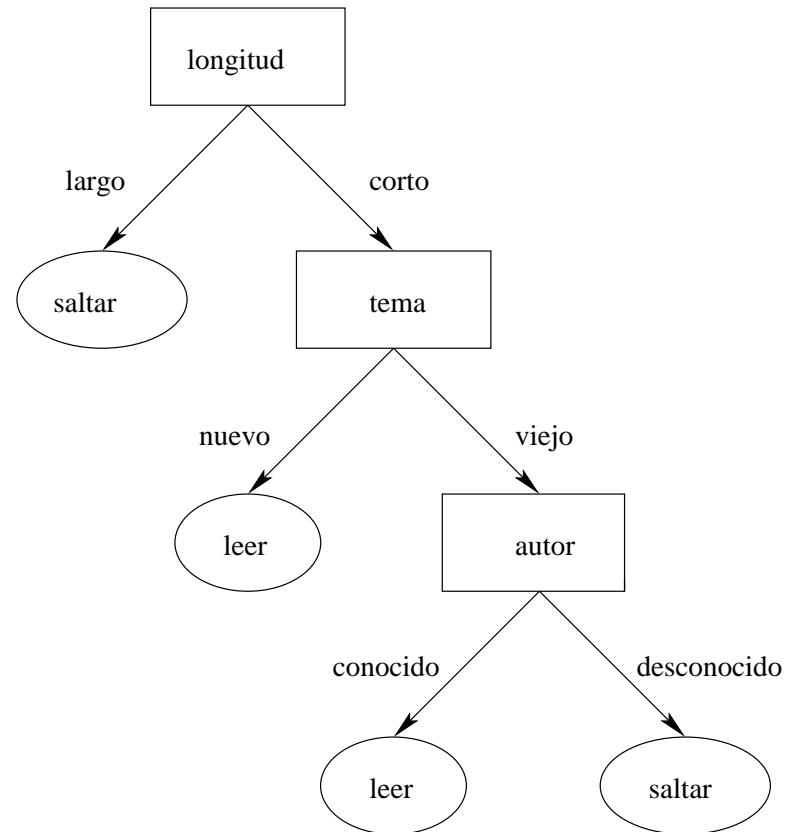 longitud
largo
corto
saltar
tema
nuevo
viejo
leer
autor
conocido
desconocido
leer
saltar